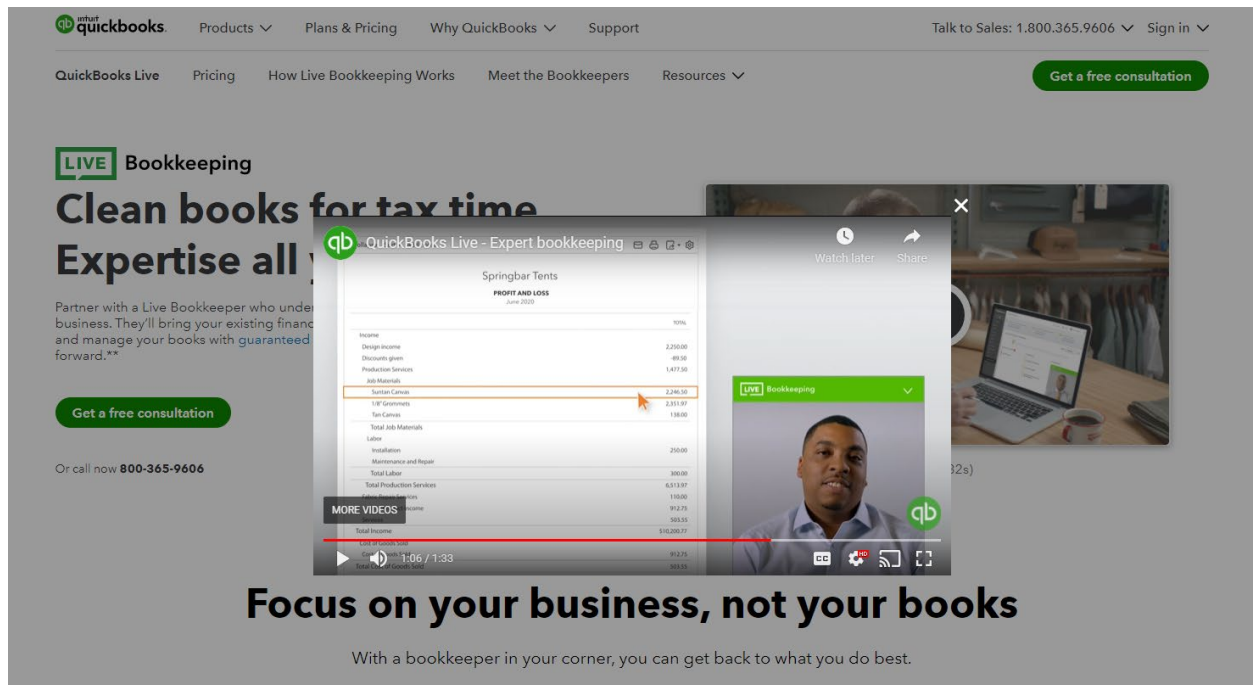 intuit
quickbooks.
Products
Plans & Pricing
Why QuickBooks
Support
Talk to Sales: 1.800.365.9606
Sign in
QuickBooks Live
Pricing
How Live Bookkeeping Works
Meet the Bookkeepers
Resources
Get a free consultation
LIVE Bookkeeping
Clean books for tax time
Expertise all
Partner with a Live Bookkeeper who under
business. They'll bring your existing financ
and manage your books with guaranteed
forward.**
Get a free consultation
Or call now 800-365-9606
32s)
qb
QuickBooks Live - Expert bookkeeping
Watch later
Share
Springbar Tents
PROFIT AND LOSS
June 2020
TOTAL
Income
Design income 2,250.00
Discounts given -89.50
Production Services 1,477.50
Job Materials
Suntan Canvas 2,246.50
1/8" Grommets 2,351.97
Tan Canvas 138.00
Total Job Materials
Labor
Installation 250.00
Maintenance and Repair
Total Labor 300.00
Total Production Services 6,513.97
Fabric Repair Services 110.00
Income 912.75
Services 503.55
Total Income $10,200.77
Cost of Goods Sold
912.75
Total Cost of Goods Sold 503.55
MORE VIDEOS
1:06 / 1:33
CC
HD
LIVE Bookkeeping
qb
Focus on your business, not your books
With a bookkeeper in your corner, you can get back to what you do best.